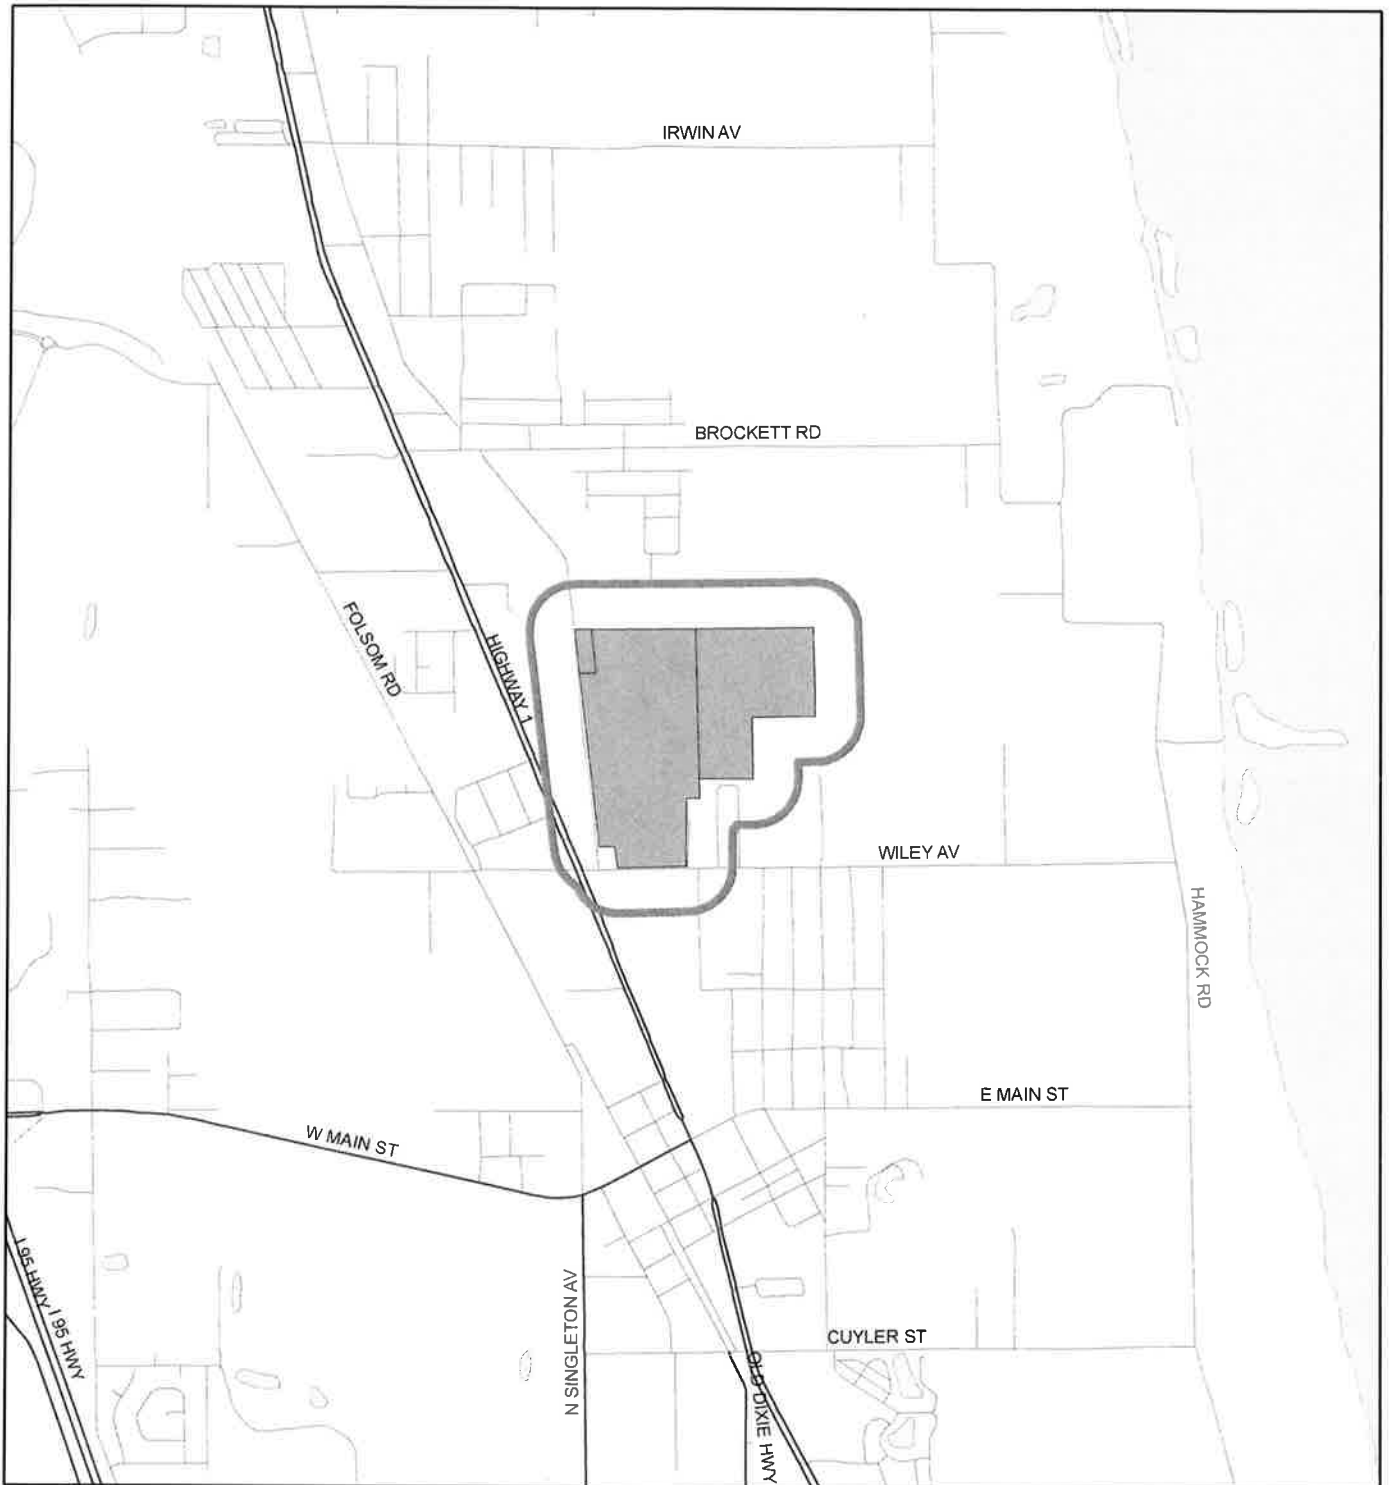 IRWIN AV
BROCKETT RD
FOLSOM RD
HIGHWAY 1
WILEY AV
HAMMOCK RD
E MAIN ST
W MAIN ST
I 95 HWY
I 95 HWY
N SINGLETON AV
CUYLER ST
OLD DIXIE HWY